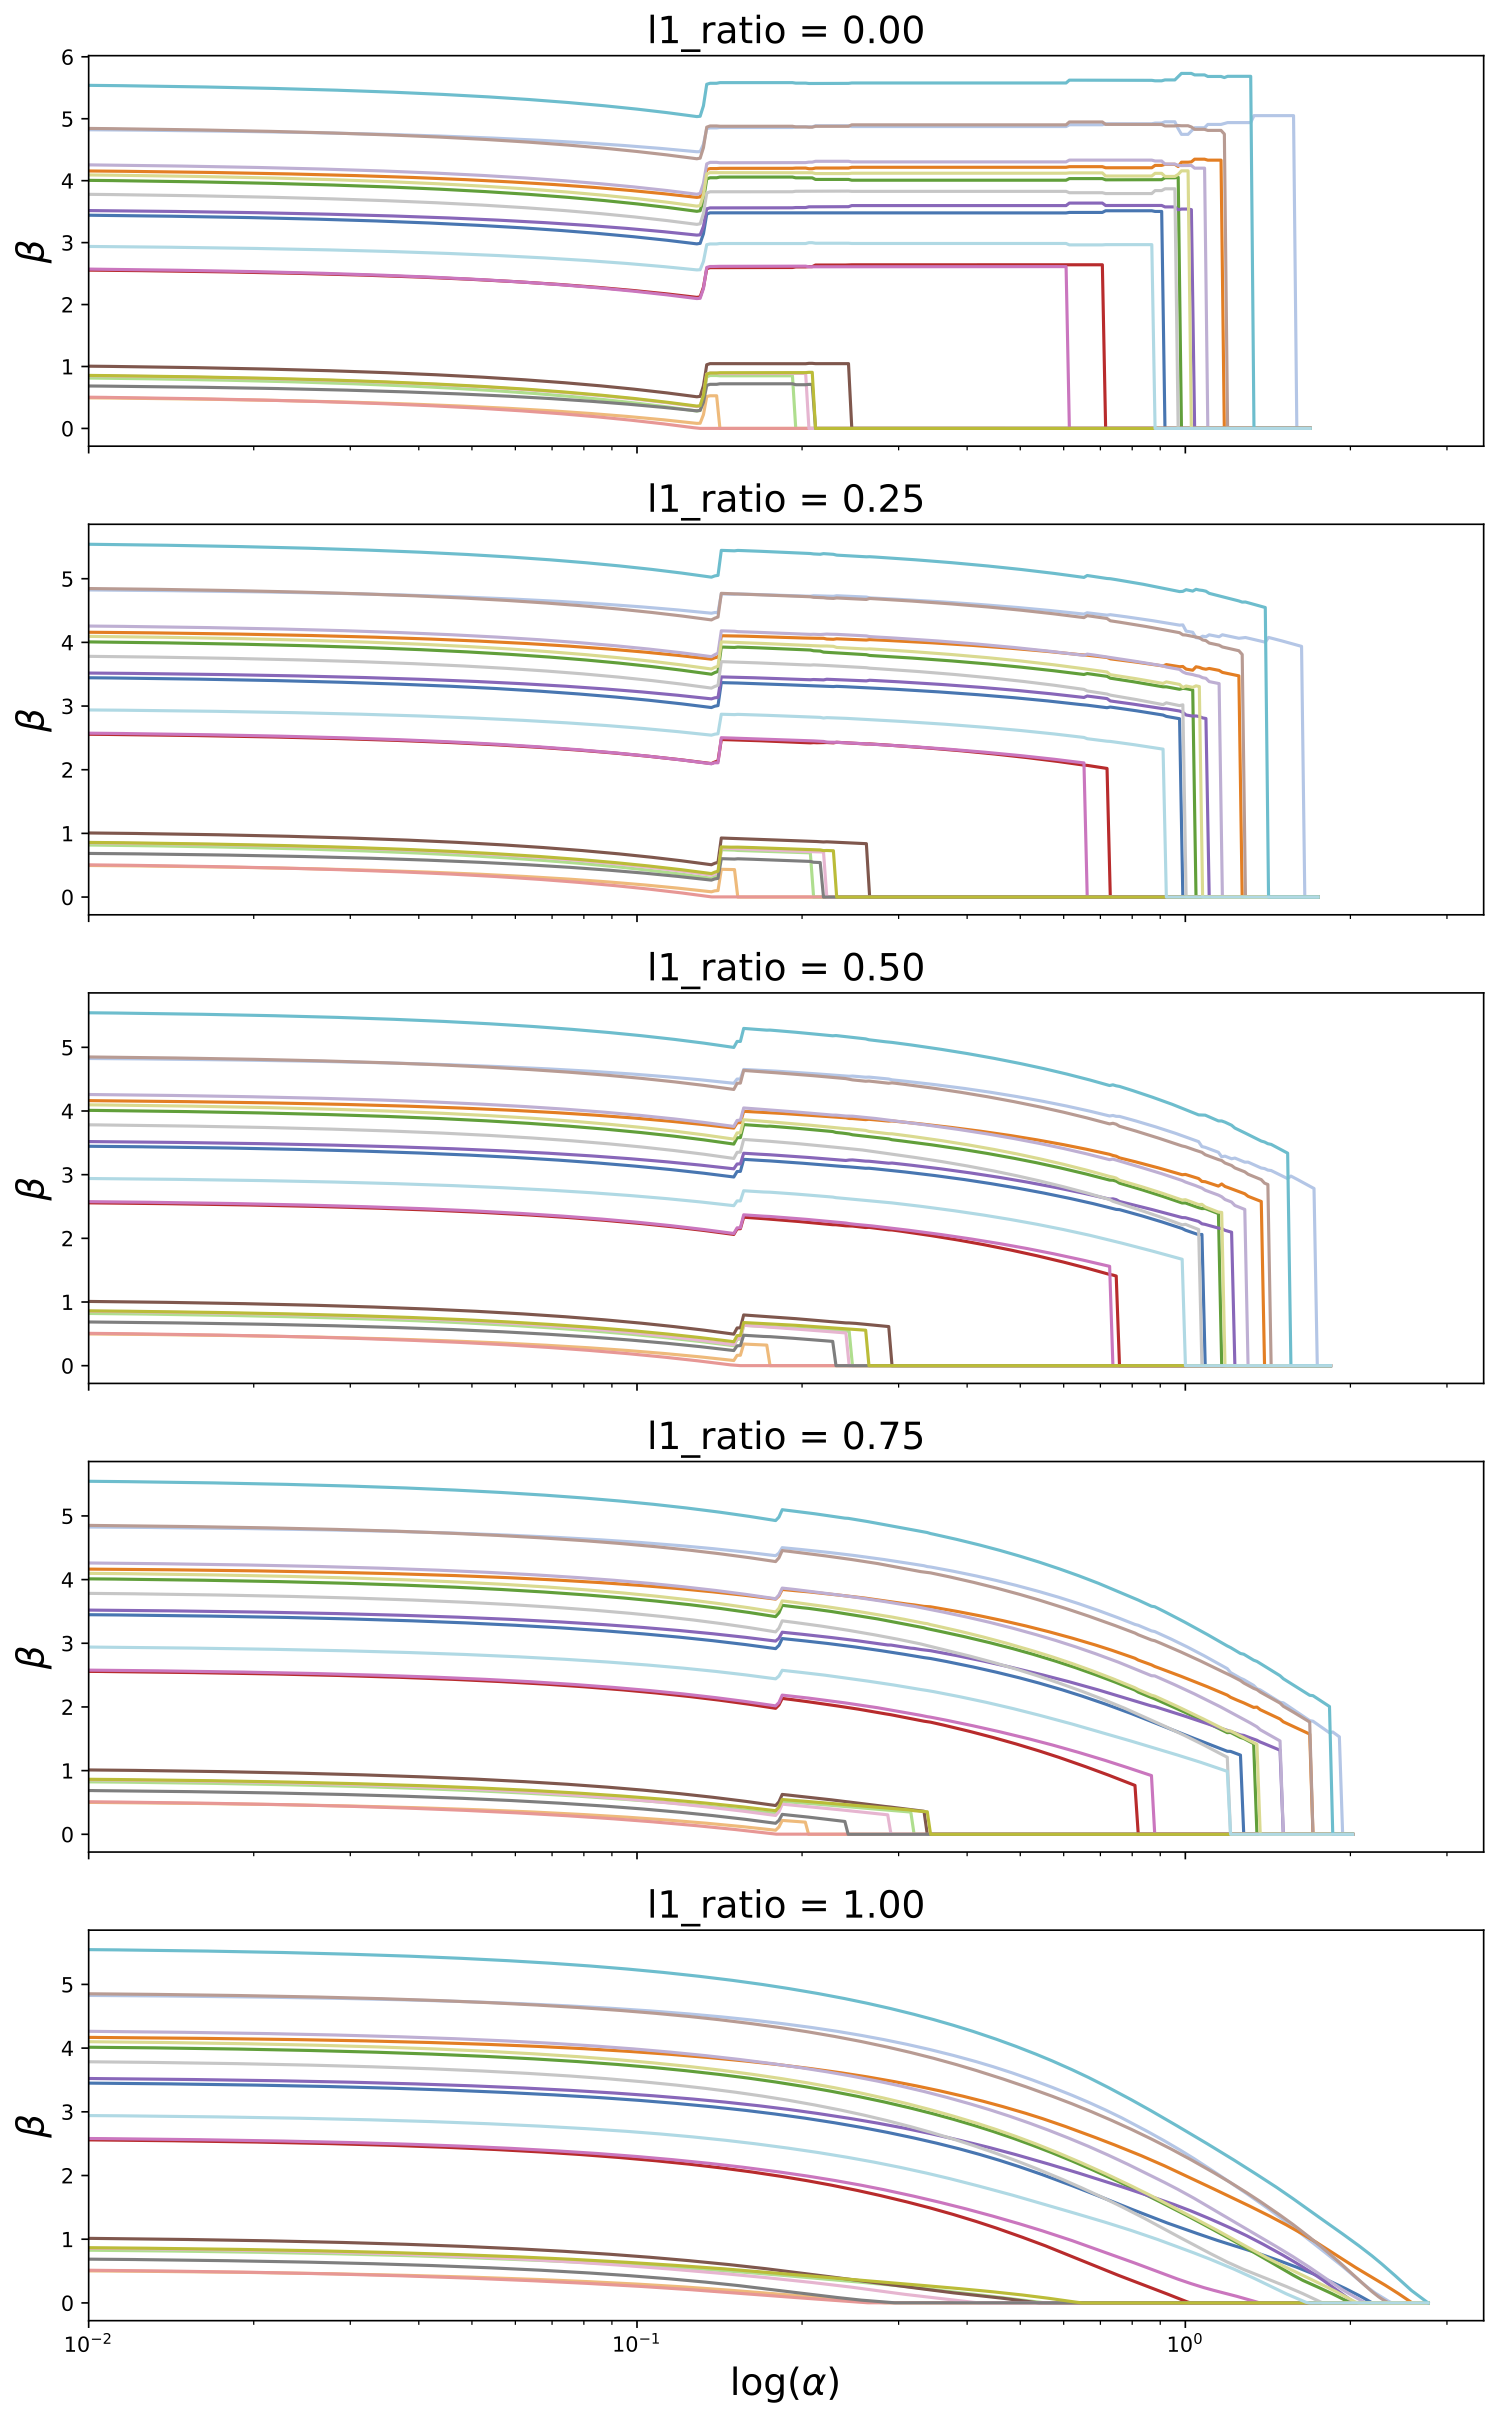 l1_ratio = 0.00
6
5
4
3
2
1
0
β
l1_ratio = 0.25
5
4
3
2
1
0
β
l1_ratio = 0.50
5
4
3
2
1
0
β
l1_ratio = 0.75
5
4
3
2
1
0
β
l1_ratio = 1.00
5
4
3
2
1
0
β
10⁻² 10⁻¹ 10⁰
log(α)